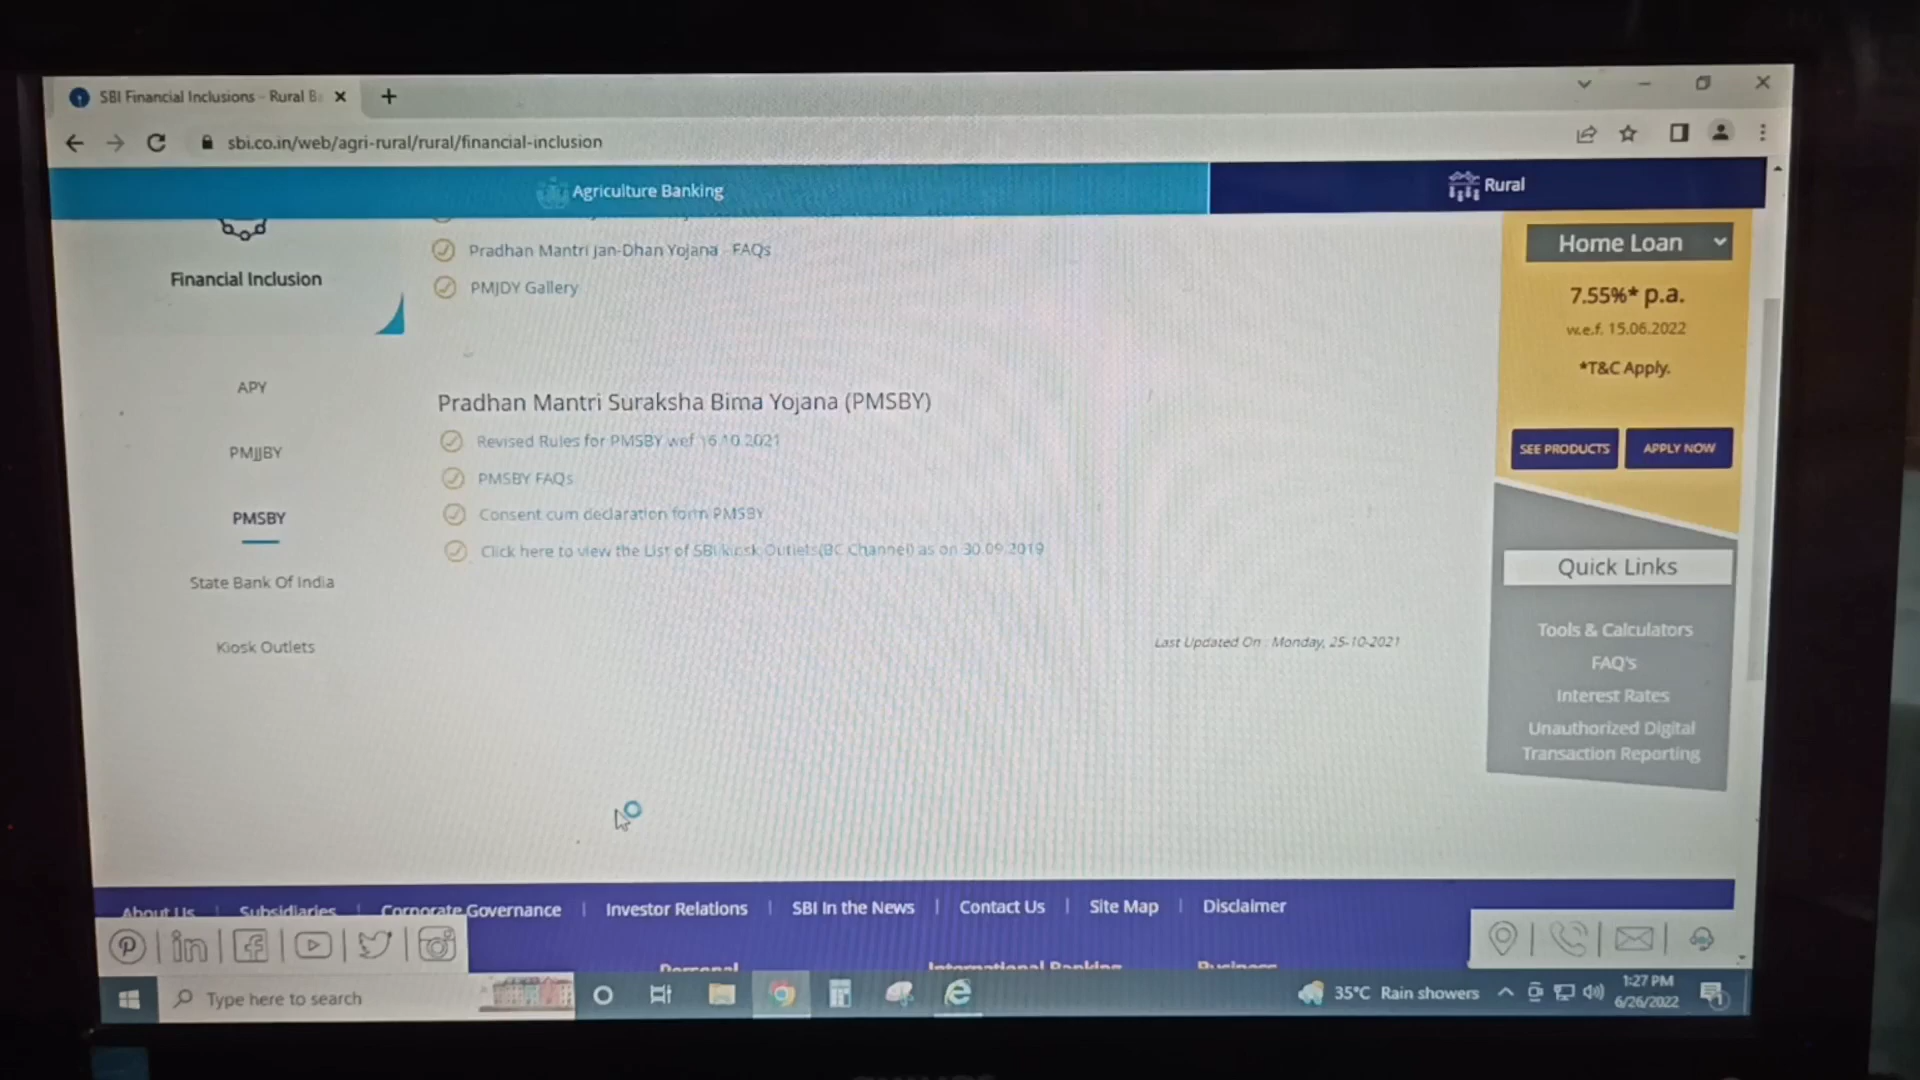 SBI Financial Inclusions - Rural Ba
sbi.co.in/web/agri-rural/rural/financial-inclusion
Agriculture Banking
Rural
Financial Inclusion
APY
PMJJBY
PMSBY
State Bank Of India
Kiosk Outlets
Pradhan Mantri Jan-Dhan Yojana - FAQs
PMJDY Gallery
Pradhan Mantri Suraksha Bima Yojana (PMSBY)
Revised Rules for PMSBY wef 16.10.2021
PMSBY FAQs
Consent cum declaration form PMSBY
Click here to view the List of SBI kiosk Outlets(BC Channel) as on 30.09.2019
Last Updated On : Monday, 25-10-2021
Home Loan
7.55%* p.a.
w.e.f. 15.06.2022
*T&C Apply.
SEE PRODUCTS
APPLY NOW
Quick Links
Tools & Calculators
FAQ's
Interest Rates
Unauthorized Digital
Transaction Reporting
About Us | Subsidiaries | Corporate Governance | Investor Relations | SBI In the News | Contact Us | Site Map | Disclaimer
Personal
International Banking
Business
Type here to search
35°C Rain showers
1:27 PM
6/26/2022